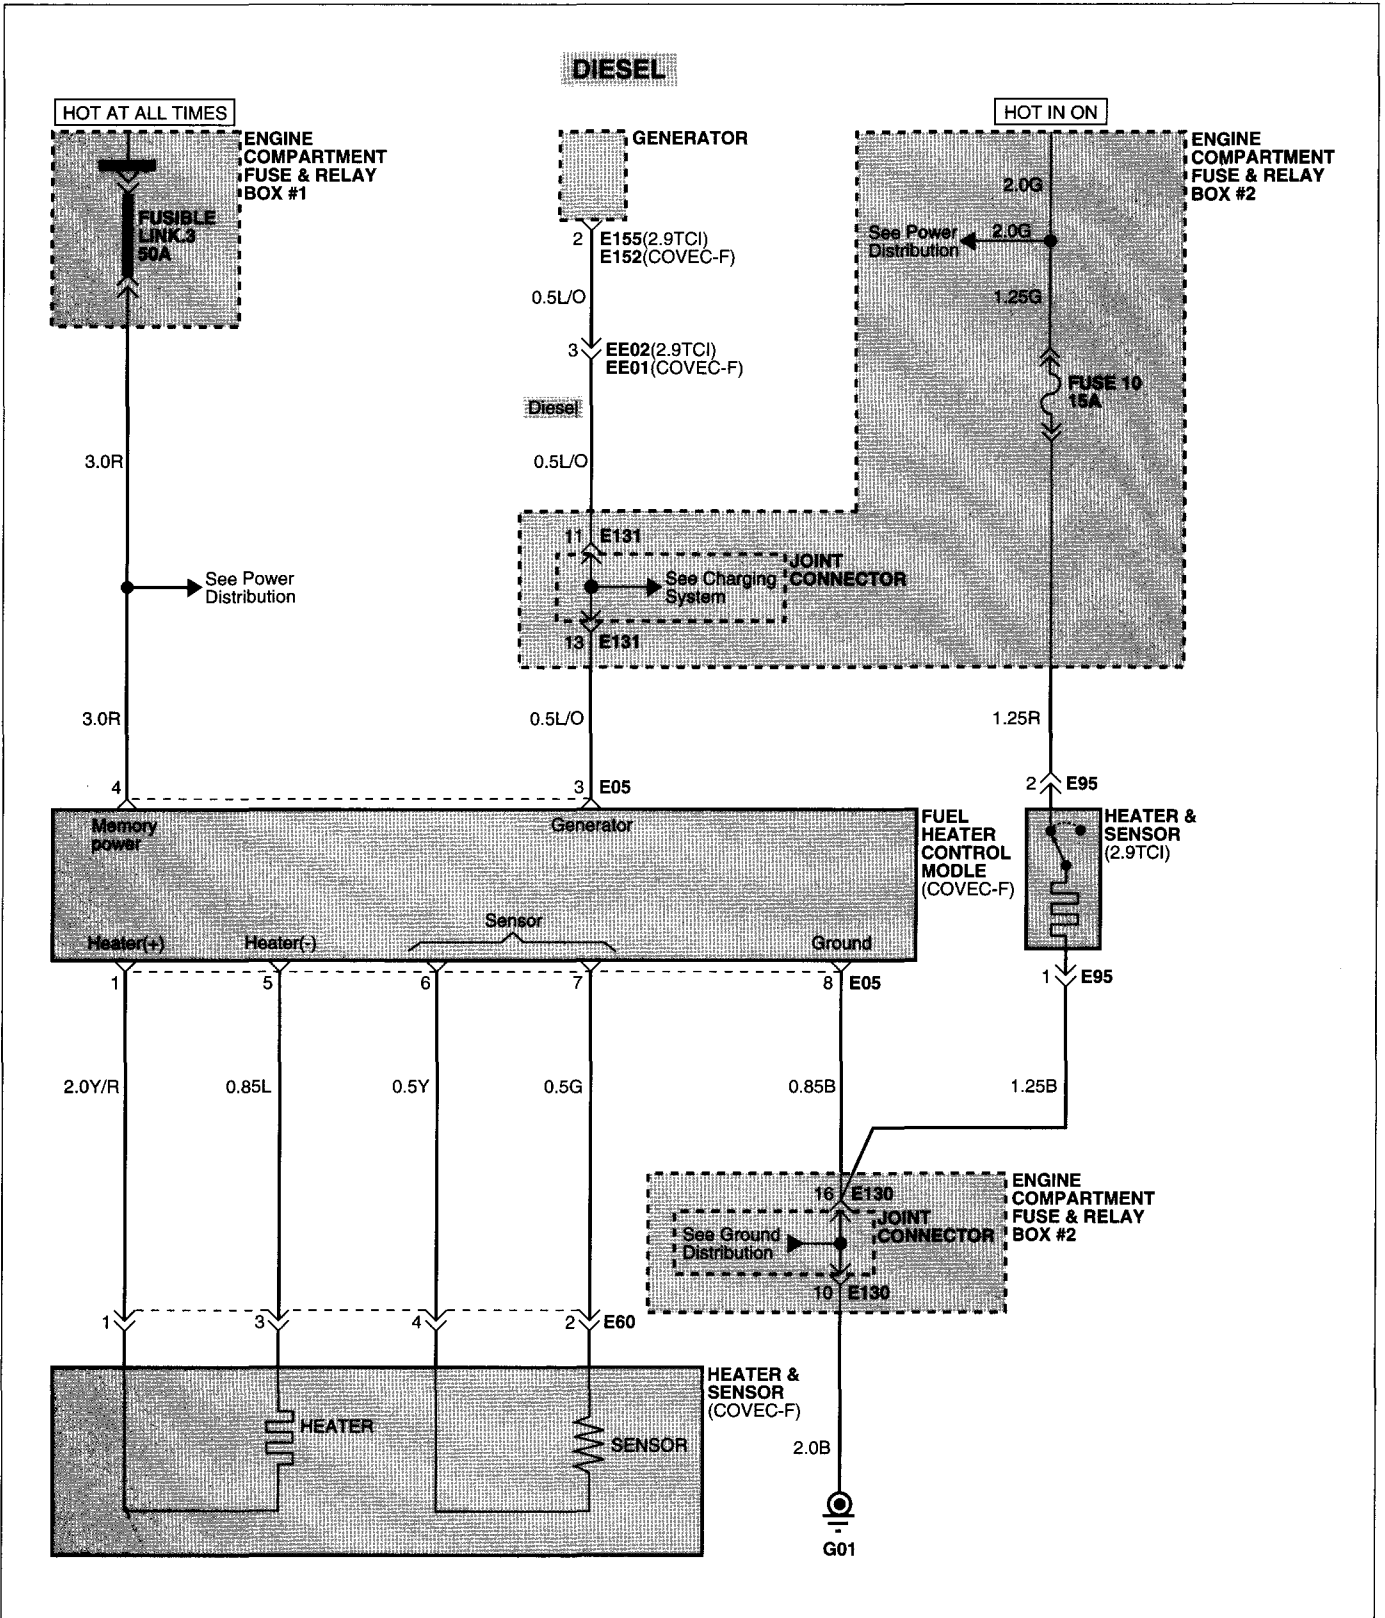 DIESEL
HOT AT ALL TIMES
HOT IN ON
ENGINE
COMPARTMENT
FUSE & RELAY
BOX #1
FUSIBLE
LINK.3
50A
GENERATOR
2 E155(2.9TCI)
E152(COVEC-F)
0.5L/O
3 EE02(2.9TCI)
EE01(COVEC-F)
Diesel
0.5L/O
ENGINE
COMPARTMENT
FUSE & RELAY
BOX #2
2.0G
See Power
Distribution
2.0G
1.25G
FUSE 10
15A
3.0R
11 E131
JOINT
CONNECTOR
See Charging
System
13 E131
See Power
Distribution
3.0R
0.5L/O
1.25R
4
3 E05
2 E95
Memory
power
Generator
FUEL
HEATER
CONTROL
MODLE
(COVEC-F)
HEATER &
SENSOR
(2.9TCI)
Sensor
Heater(+)
Heater(-)
Ground
1
5
6
7
8 E05
1 E95
2.0Y/R
0.85L
0.5Y
0.5G
0.85B
1.25B
16 E130
JOINT
CONNECTOR
See Ground
Distribution
10 E130
ENGINE
COMPARTMENT
FUSE & RELAY
BOX #2
1
3
4
2 E60
HEATER &
SENSOR
(COVEC-F)
HEATER
SENSOR
2.0B
G01